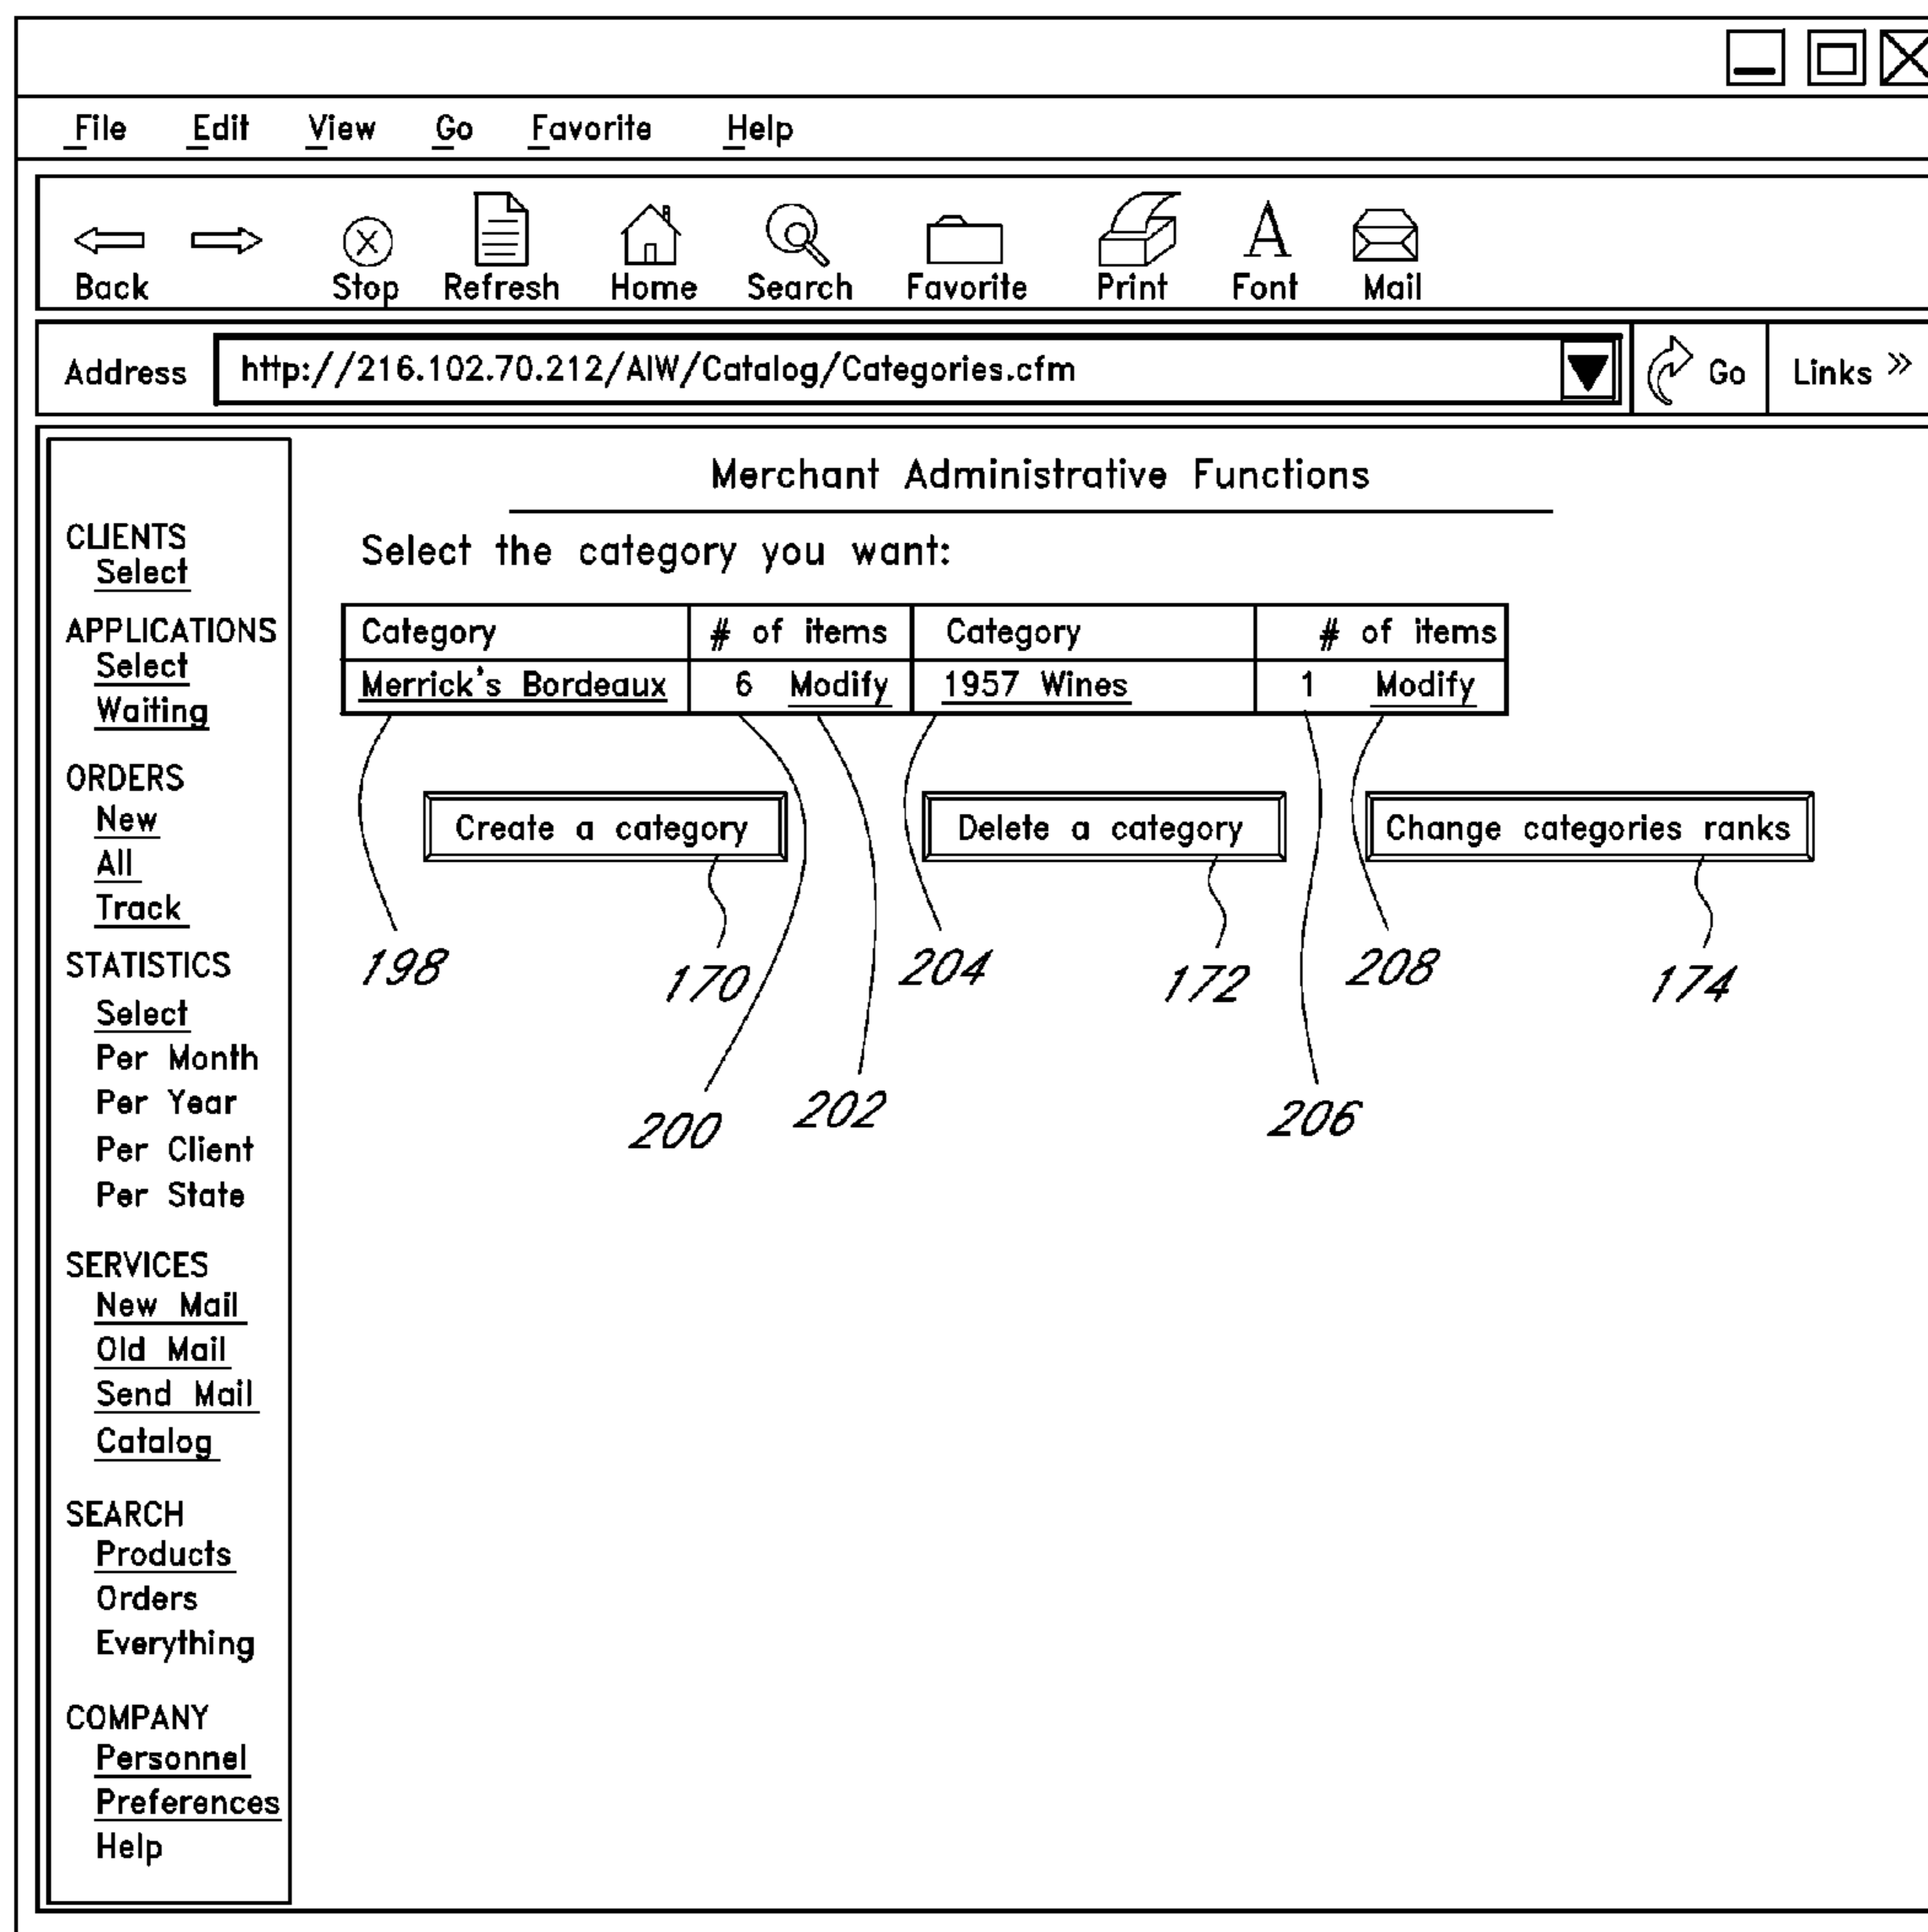 File Edit View Go Favorite Help
Back Stop Refresh Home Search Favorite Print Font Mail
Address http://216.102.70.212/AIW/Catalog/Categories.cfm Go Links »
Merchant Administrative Functions
Select the category you want:
Category # of items Category # of items
Merrick's Bordeaux 6 Modify 1957 Wines 1 Modify
Create a category Delete a category Change categories ranks
198 170 204 172 208 174
200 202 206
CLIENTS
Select
APPLICATIONS
Select
Waiting
ORDERS
New
All
Track
STATISTICS
Select
Per Month
Per Year
Per Client
Per State
SERVICES
New Mail
Old Mail
Send Mail
Catalog
SEARCH
Products
Orders
Everything
COMPANY
Personnel
Preferences
Help